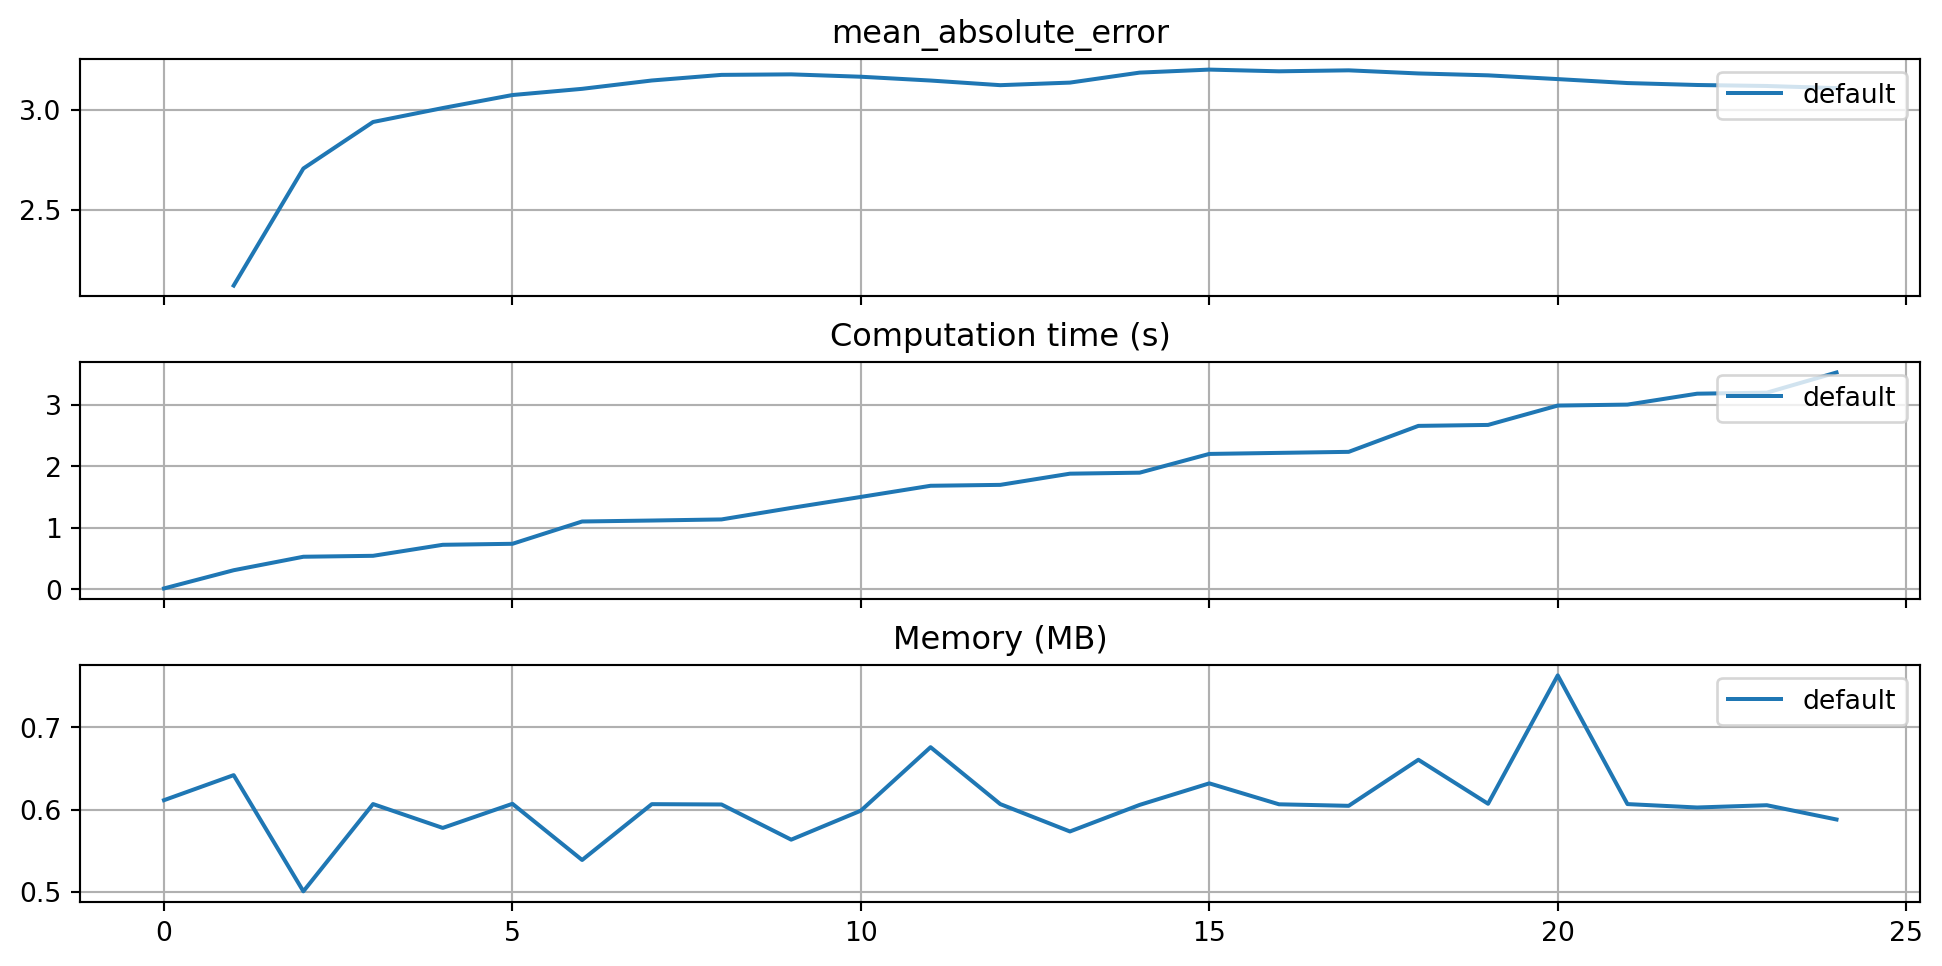 mean_absolute_error
3.0
2.5
default
Computation time (s)
3
2
1
0
default
Memory (MB)
0.7
0.6
0.5
default
0 5 10 15 20 25